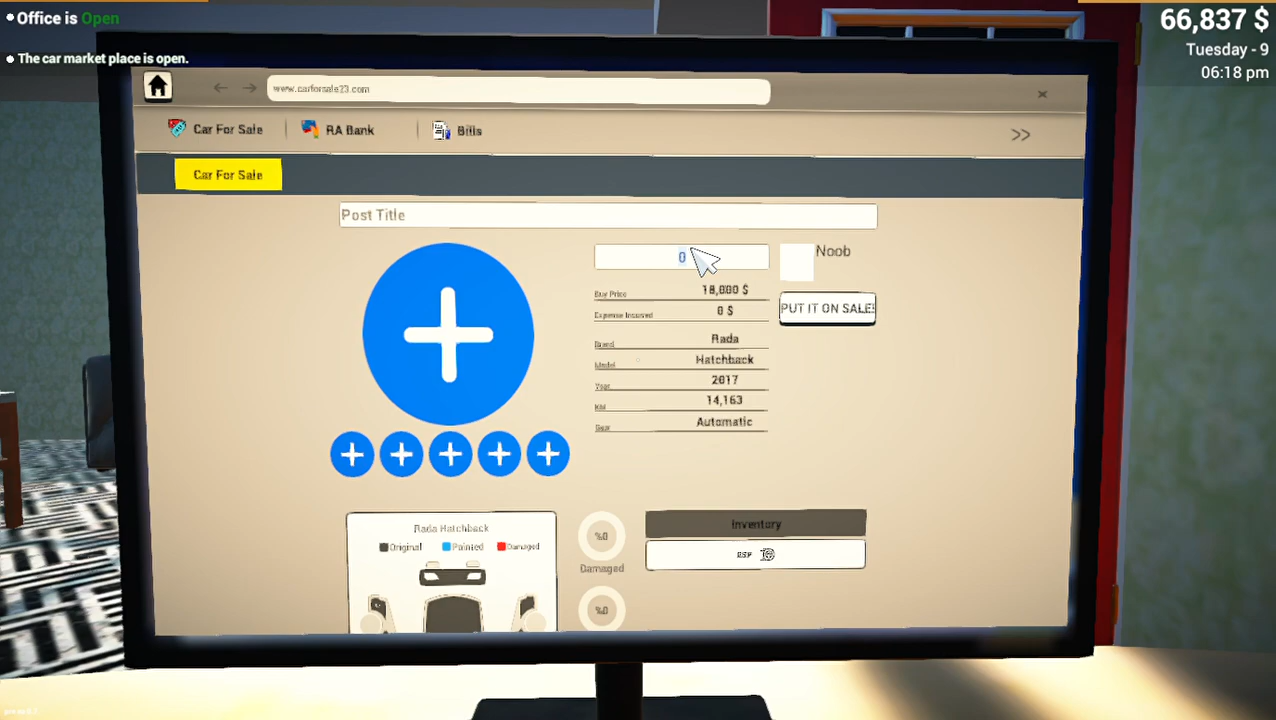 Office is Open
66,837 $
The car market place is open.
Tuesday - 9
06:18 pm
www.carforsale23.com
Car For Sale
RA Bank
Bills
>>
Car For Sale
Post Title
0
Noob
Buy Price 18,000 $
PUT IT ON SALE!
Expense Incured 0 $
Rada
Model Hatchback
Year 2017
KM 14,163
Gear Automatic
Rada Hatchback
Original Painted Damaged
%0
Damaged
%0
Inventory